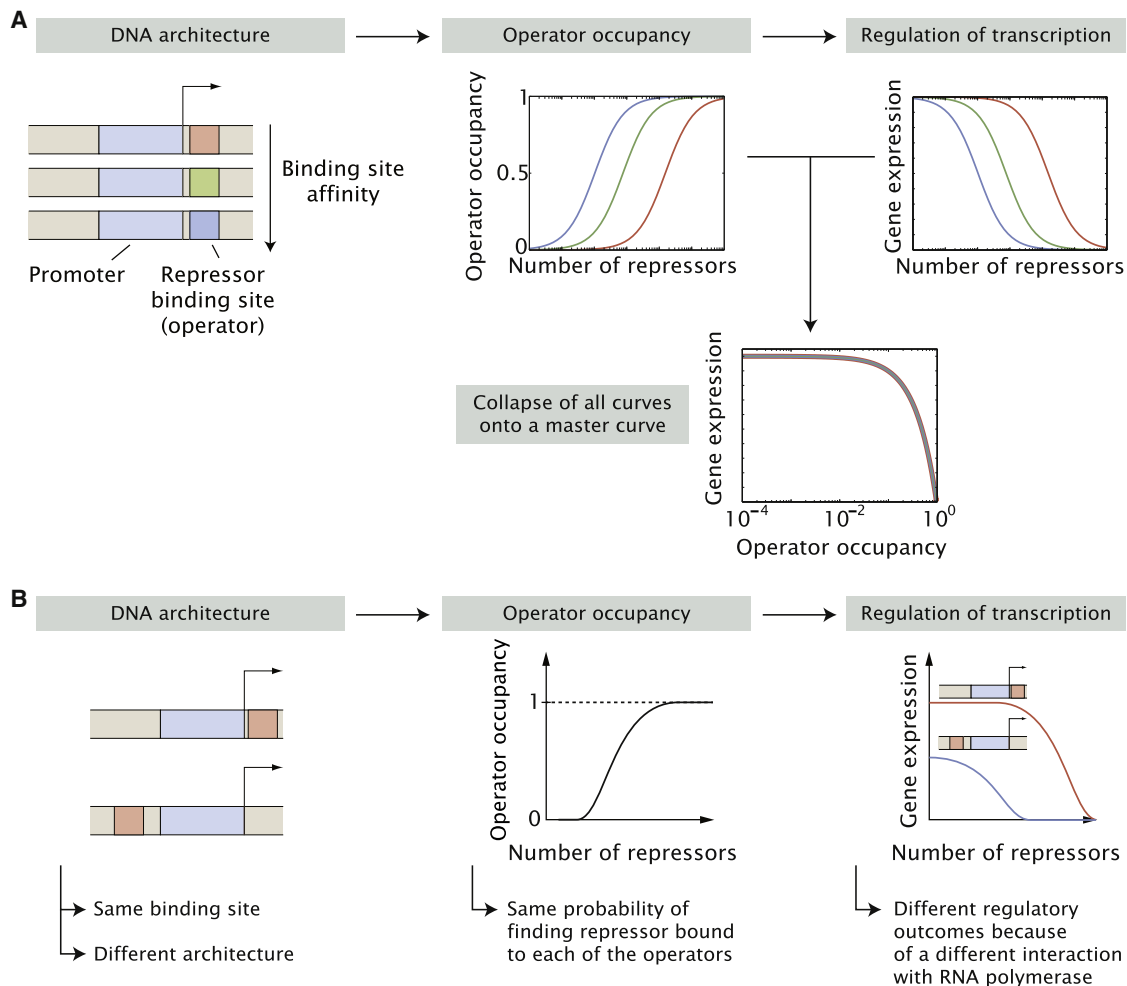 A
DNA architecture
Operator occupancy
Regulation of transcription
Binding site
affinity
Promoter
Repressor
binding site
(operator)
Operator occupancy
1
0.5
0
Number of repressors
Gene expression
Number of repressors
Collapse of all curves
onto a master curve
Gene expression
10⁻⁴
10⁻²
10⁰
Operator occupancy
B
DNA architecture
Operator occupancy
Regulation of transcription
Same binding site
Different architecture
Operator occupancy
1
0
Number of repressors
Same probability of
finding repressor bound
to each of the operators
Gene expression
Number of repressors
Different regulatory
outcomes because
of a different interaction
with RNA polymerase